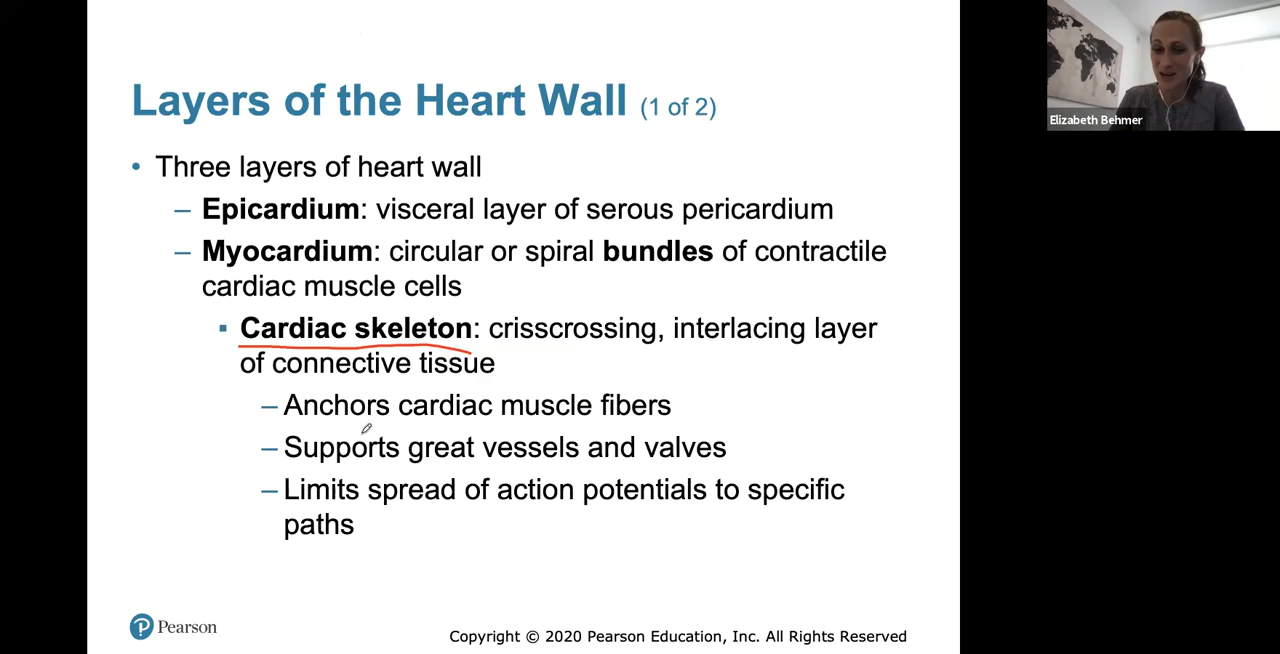 Layers of the Heart Wall (1 of 2)
• Three layers of heart wall
– Epicardium: visceral layer of serous pericardium
– Myocardium: circular or spiral bundles of contractile
cardiac muscle cells
▪ Cardiac skeleton: crisscrossing, interlacing layer
of connective tissue
– Anchors cardiac muscle fibers
– Supports great vessels and valves
– Limits spread of action potentials to specific
paths
P Pearson
Copyright © 2020 Pearson Education, Inc. All Rights Reserved
Elizabeth Behmer